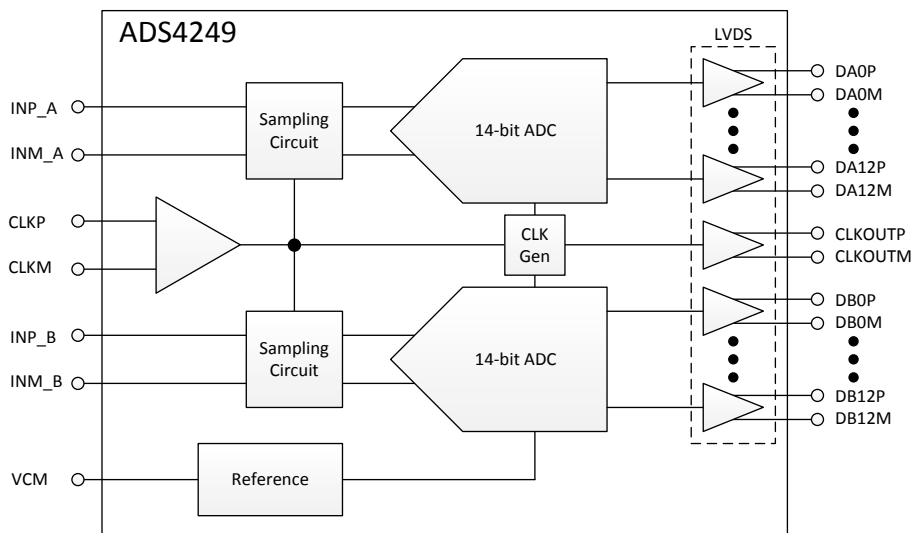 ADS4249
LVDS
INP_A
INM_A
Sampling
Circuit
14-bit ADC
DA0P
DA0M
DA12P
DA12M
CLKP
CLKM
CLK
Gen
CLKOUTP
CLKOUTM
INP_B
INM_B
Sampling
Circuit
14-bit ADC
DB0P
DB0M
DB12P
DB12M
VCM
Reference